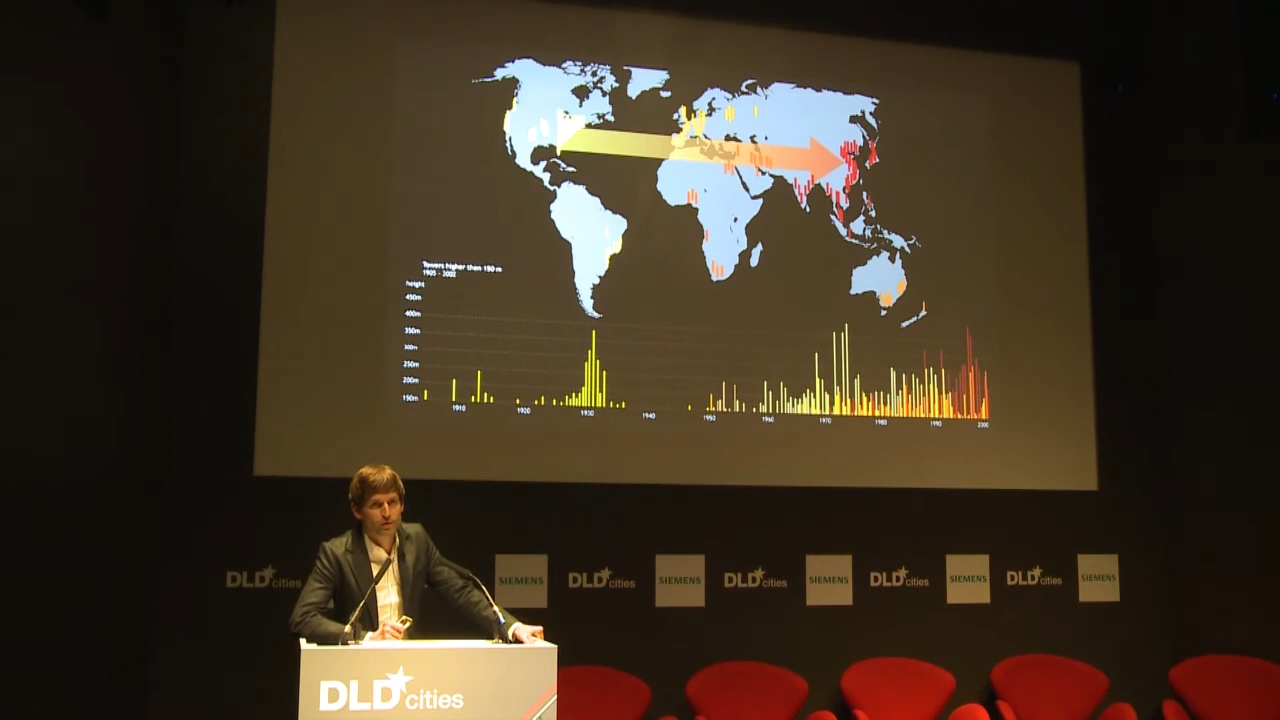 Towers higher then 190 m
1905 - 2002
height
450m
400m
350m
300m
250m
200m
150m
1910
1920
1930
1940
1950
1960
1970
1980
1990
2000
DLD cities
SIEMENS
DLD cities
SIEMENS
DLD cities
SIEMENS
DLD cities
SIEMENS
DLD cities
SIEMENS
DLD cities